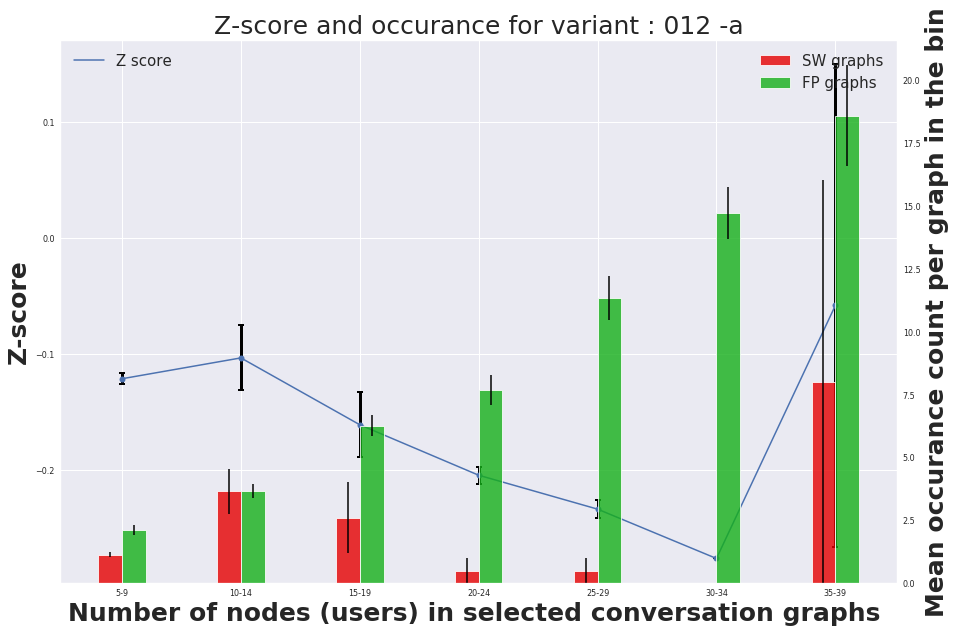 Z-score and occurance for variant : 012 -a
Z score
SW graphs
FP graphs
0.1
0.0
−0.1
−0.2
Z-score
20.0
17.5
15.0
12.5
10.0
7.5
5.0
2.5
0.0
Mean occurance count per graph in the bin
5-9 10-14 15-19 20-24 25-29 30-34 35-39
Number of nodes (users) in selected conversation graphs